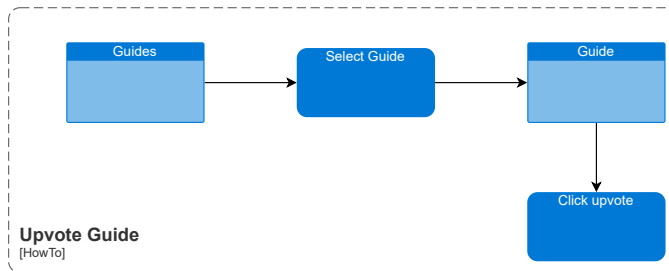 Guides
Select Guide
Guide
Click upvote
Upvote Guide
[HowTo]